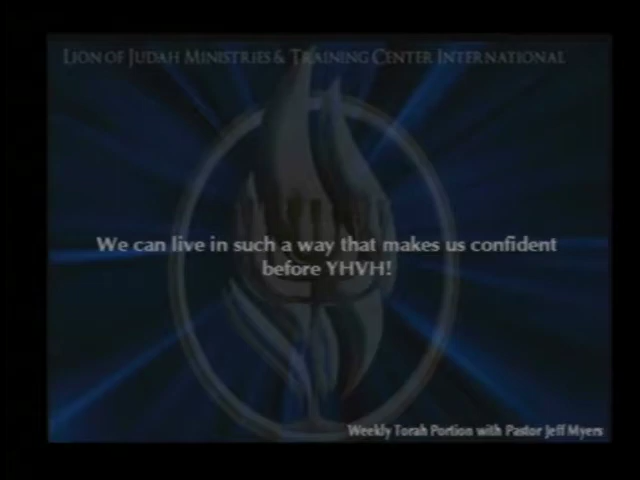 LION OF JUDAH MINISTRIES & TRAINING CENTER INTERNATIONAL
We can live in such a way that makes us confident
before YHVH!
Weekly Torah Portion with Pastor Jeff Myers